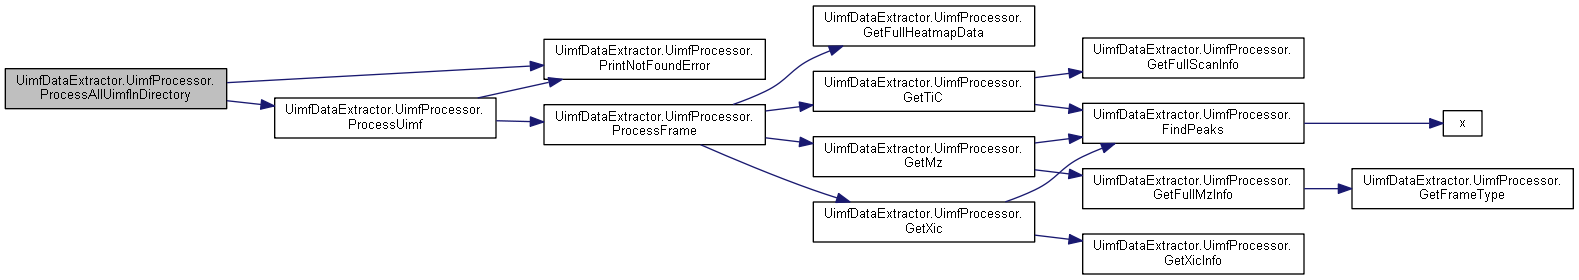 UimfDataExtractor.UimfProcessor.
ProcessAllUimfInDirectory
UimfDataExtractor.UimfProcessor.
PrintNotFoundError
UimfDataExtractor.UimfProcessor.
ProcessUimf
UimfDataExtractor.UimfProcessor.
ProcessFrame
UimfDataExtractor.UimfProcessor.
GetFullHeatmapData
UimfDataExtractor.UimfProcessor.
GetTiC
UimfDataExtractor.UimfProcessor.
GetMz
UimfDataExtractor.UimfProcessor.
GetXic
UimfDataExtractor.UimfProcessor.
GetFullScanInfo
UimfDataExtractor.UimfProcessor.
FindPeaks
UimfDataExtractor.UimfProcessor.
GetFullMzInfo
UimfDataExtractor.UimfProcessor.
GetXicInfo
x
UimfDataExtractor.UimfProcessor.
GetFrameType